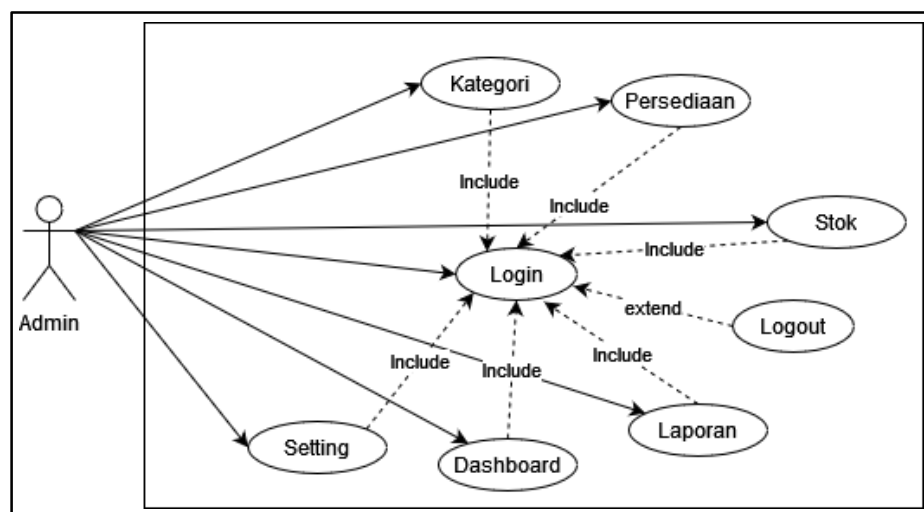 Kategori
Persediaan
Include
Include
Stok
Include
Login
Admin
extend
Logout
Include
Include
Include
Setting
Dashboard
Laporan